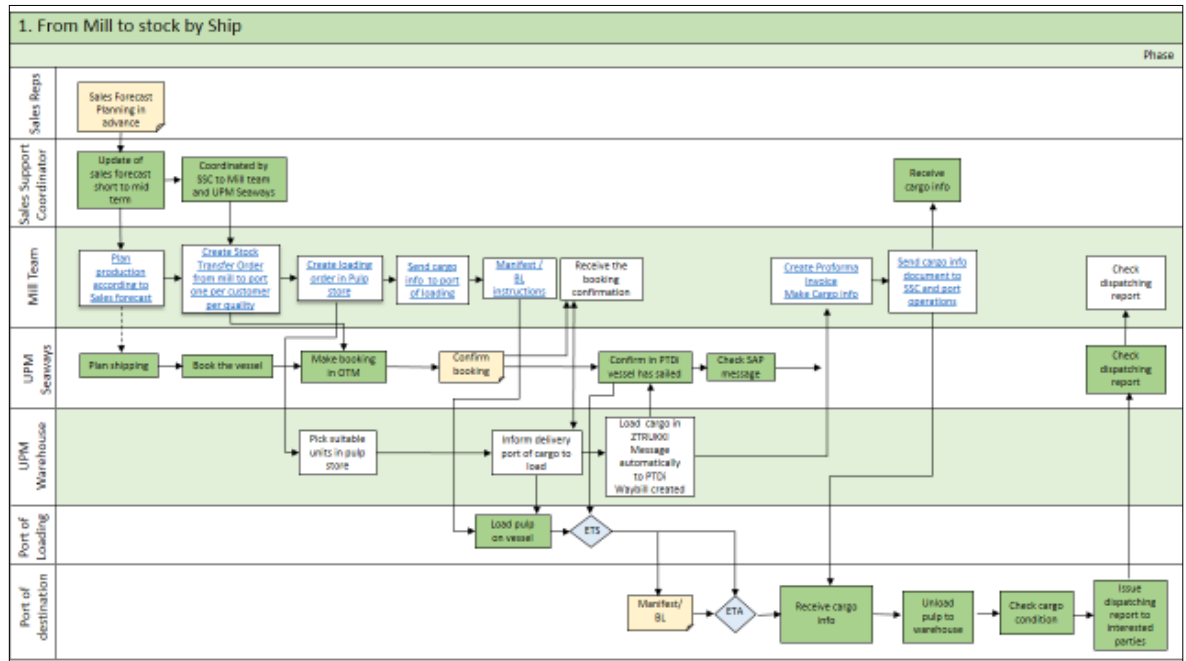 1. From Mill to stock by Ship
Phase
Sales Reps
Sales Forecast
Planning in
advance
Sales Support
Coordinator
Update of
sales forecast
short to mid
term
Coordinated by
SSC to Mill team
and UPM Seaways
Receive
cargo info
Mill Team
Plan
production
according to
Sales forecast
Create Stock
Transfer Order
from mill to port
one per customer
per quality
Create loading
order in Pulp
store
Send cargo
info to port
of loading
Manifest /
BL
instructions
Receive the
booking
confirmation
Create Proforma
Invoice
Make Cargo info
Send cargo info
document to
SSC and port
operations
Check
dispatching
report
UPM
Seaways
Plan shipping
Book the vessel
Make booking
in OTM
Confirm
booking
Confirm in PTDi
vessel has sailed
Check SAP
message
Check
dispatching
report
UPM
Warehouse
Pick suitable
units in pulp
store
Inform delivery
port of cargo to
load
Load cargo in
ZTRUKKI
Message
automatically
to PTDi
Waybill created
Port of
Loading
Load pulp
on vessel
ETS
Port of
destination
Manifest/
BL
ETA
Receive cargo
info
Unload
pulp to
warehouse
Check cargo
condition
Issue
dispatching
report to
interested
parties